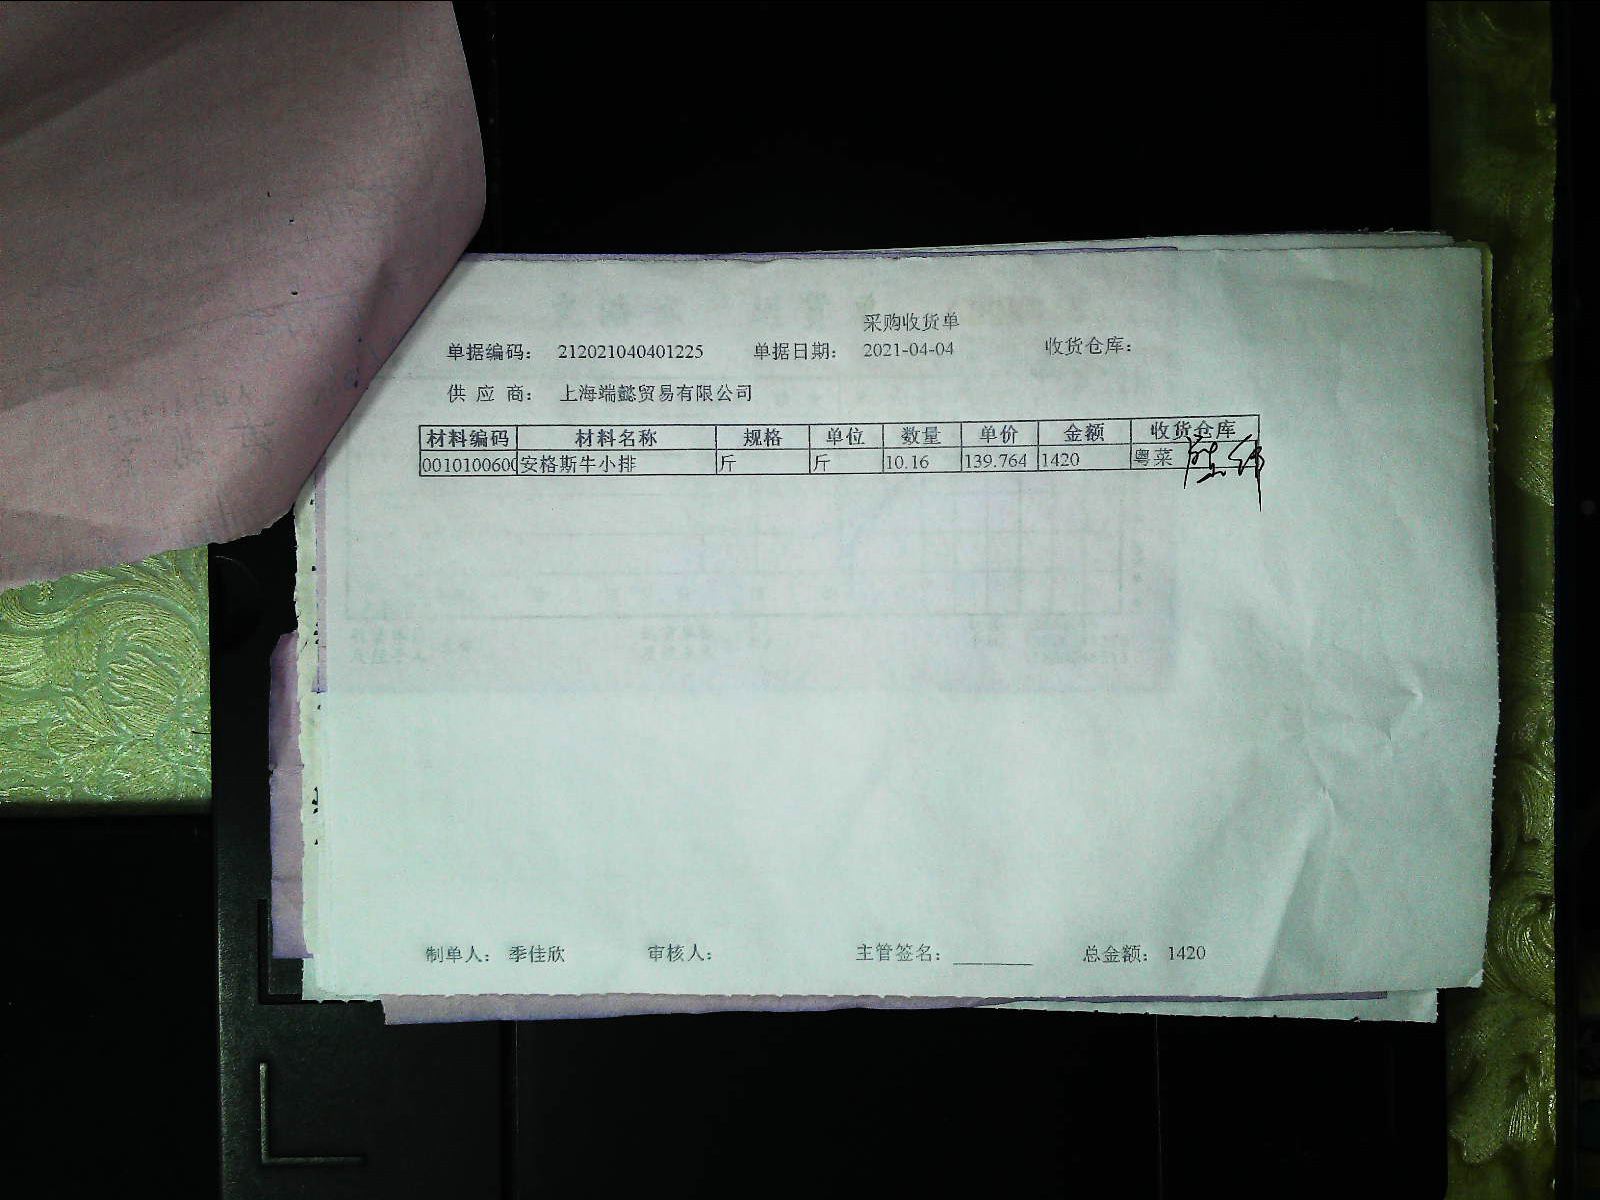 采购收货单
单据编码： 212021040401225 单据日期： 2021-04-04 收货仓库：
供 应 商： 上海端懿贸易有限公司
材料编码 材料名称 规格 单位 数量 单价 金额 收货仓库
0010100600 安格斯牛小排 斤 斤 10.16 139.764 1420 粤菜
制单人： 季佳欣 审核人： 主管签名： ________ 总金额： 1420